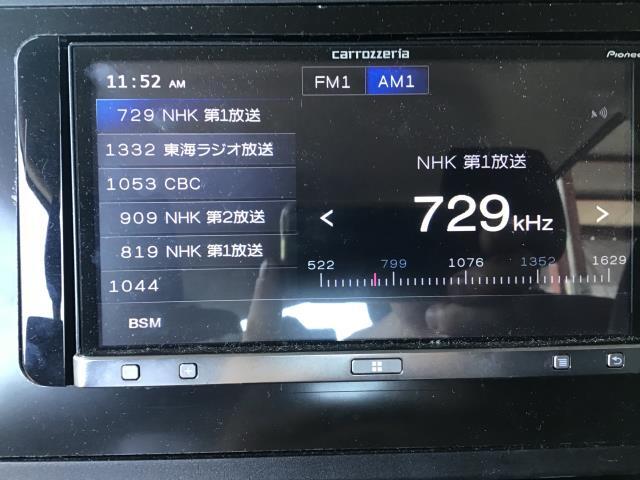 carrozzeria
Pioneer
11:52 AM
FM1 AM1
729 NHK 第1放送
1332 東海ラジオ放送
1053 CBC
909 NHK 第2放送
819 NHK 第1放送
1044
BSM
NHK 第1放送
729kHz
522 799 1076 1352 1629